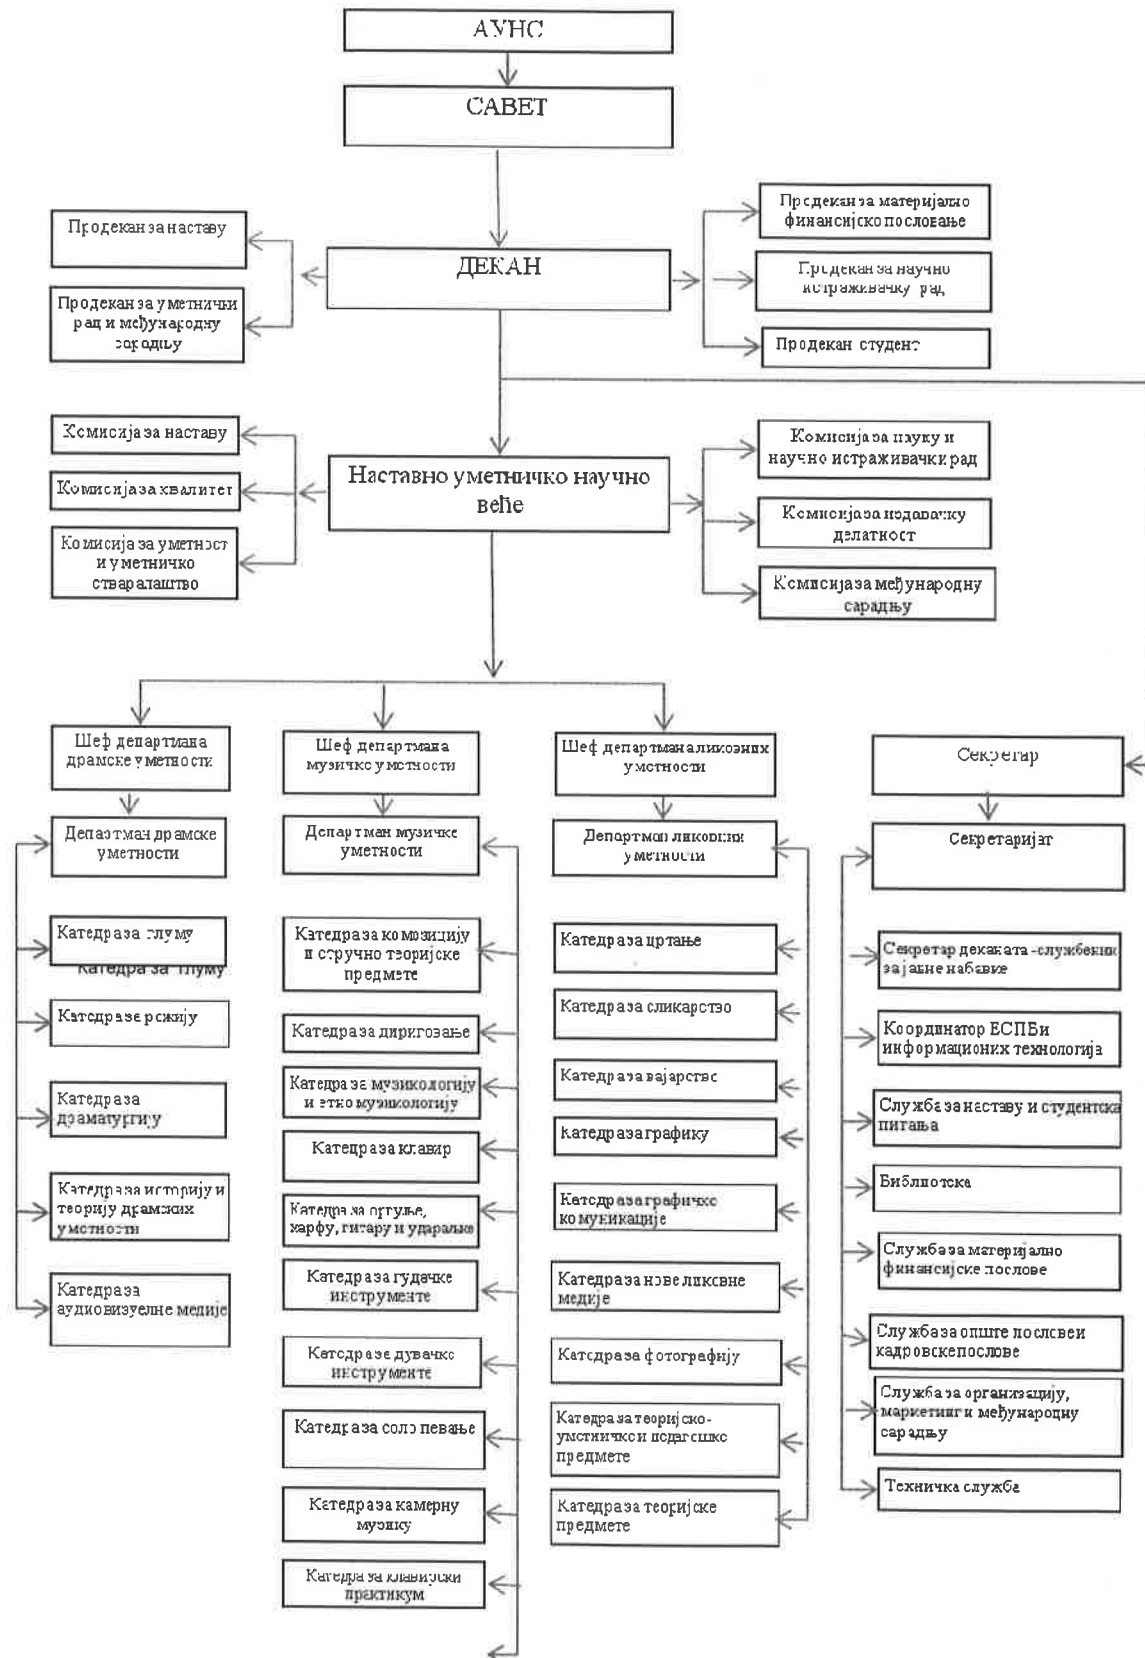 АУНС
САВЕТ
ДЕКАН
Продекан за наставу
Продекан за уметнички
рад и међународну
сарадњу
Продекан за материјално
финансијско пословање
Продекан за научно
истраживачку рад
Продекан студент
Комисија за наставу
Комисија за квалитет
Комисија за уметност
и уметничко
стваралаштво
Наставно уметничко научно
веће
Комисија за науку и
научно истраживачки рад
Комисија за издавачку
делатност
Комисија за међународну
сарадњу
Шеф департмана
драмске уметности
Департман драмске
уметности
Катедра за глуму
Катедра за глуму
Катедра за режију
Катедра за
драматургију
Катедра за историју и
теорију драмских
уметности
Катедра за
аудиовизуелне медије
Шеф департмана
музичке уметности
Департман музичке
уметности
Катедра за композицију
и стручно теоријске
предмете
Катедра за дириговање
Катедра за музикологију
и етномузикологију
Катедра за клавир
Катедра за оргуље,
харфу, гитару и удараљке
Катедра за гудачке
инструменте
Катедра за дувачке
инструменте
Катедра за соло певање
Катедра за камерну
музику
Катедра за клавирски
практикум
Шеф департмана ликовних
уметности
Департман ликовних
уметности
Катедра за цртање
Катедра за сликарство
Катедра за вајарство
Катедра за графику
Катедра за графичке
комуникације
Катедра за нове ликовне
медије
Катедра за фотографију
Катедра за теоријско-
уметничке и педагошке
предмете
Катедра за теоријске
предмете
Секретар
Секретаријат
Секретар деканата -службеник
за јавне набавке
Координатор ЕСПБ и
информационих технологија
Служба за наставу и студентска
питања
Библиотека
Служба за материјално
финансијске послове
Служба за опште послове и
кадровске послове
Служба за организацију,
маркетинг и међународну
сарадњу
Техничка служба